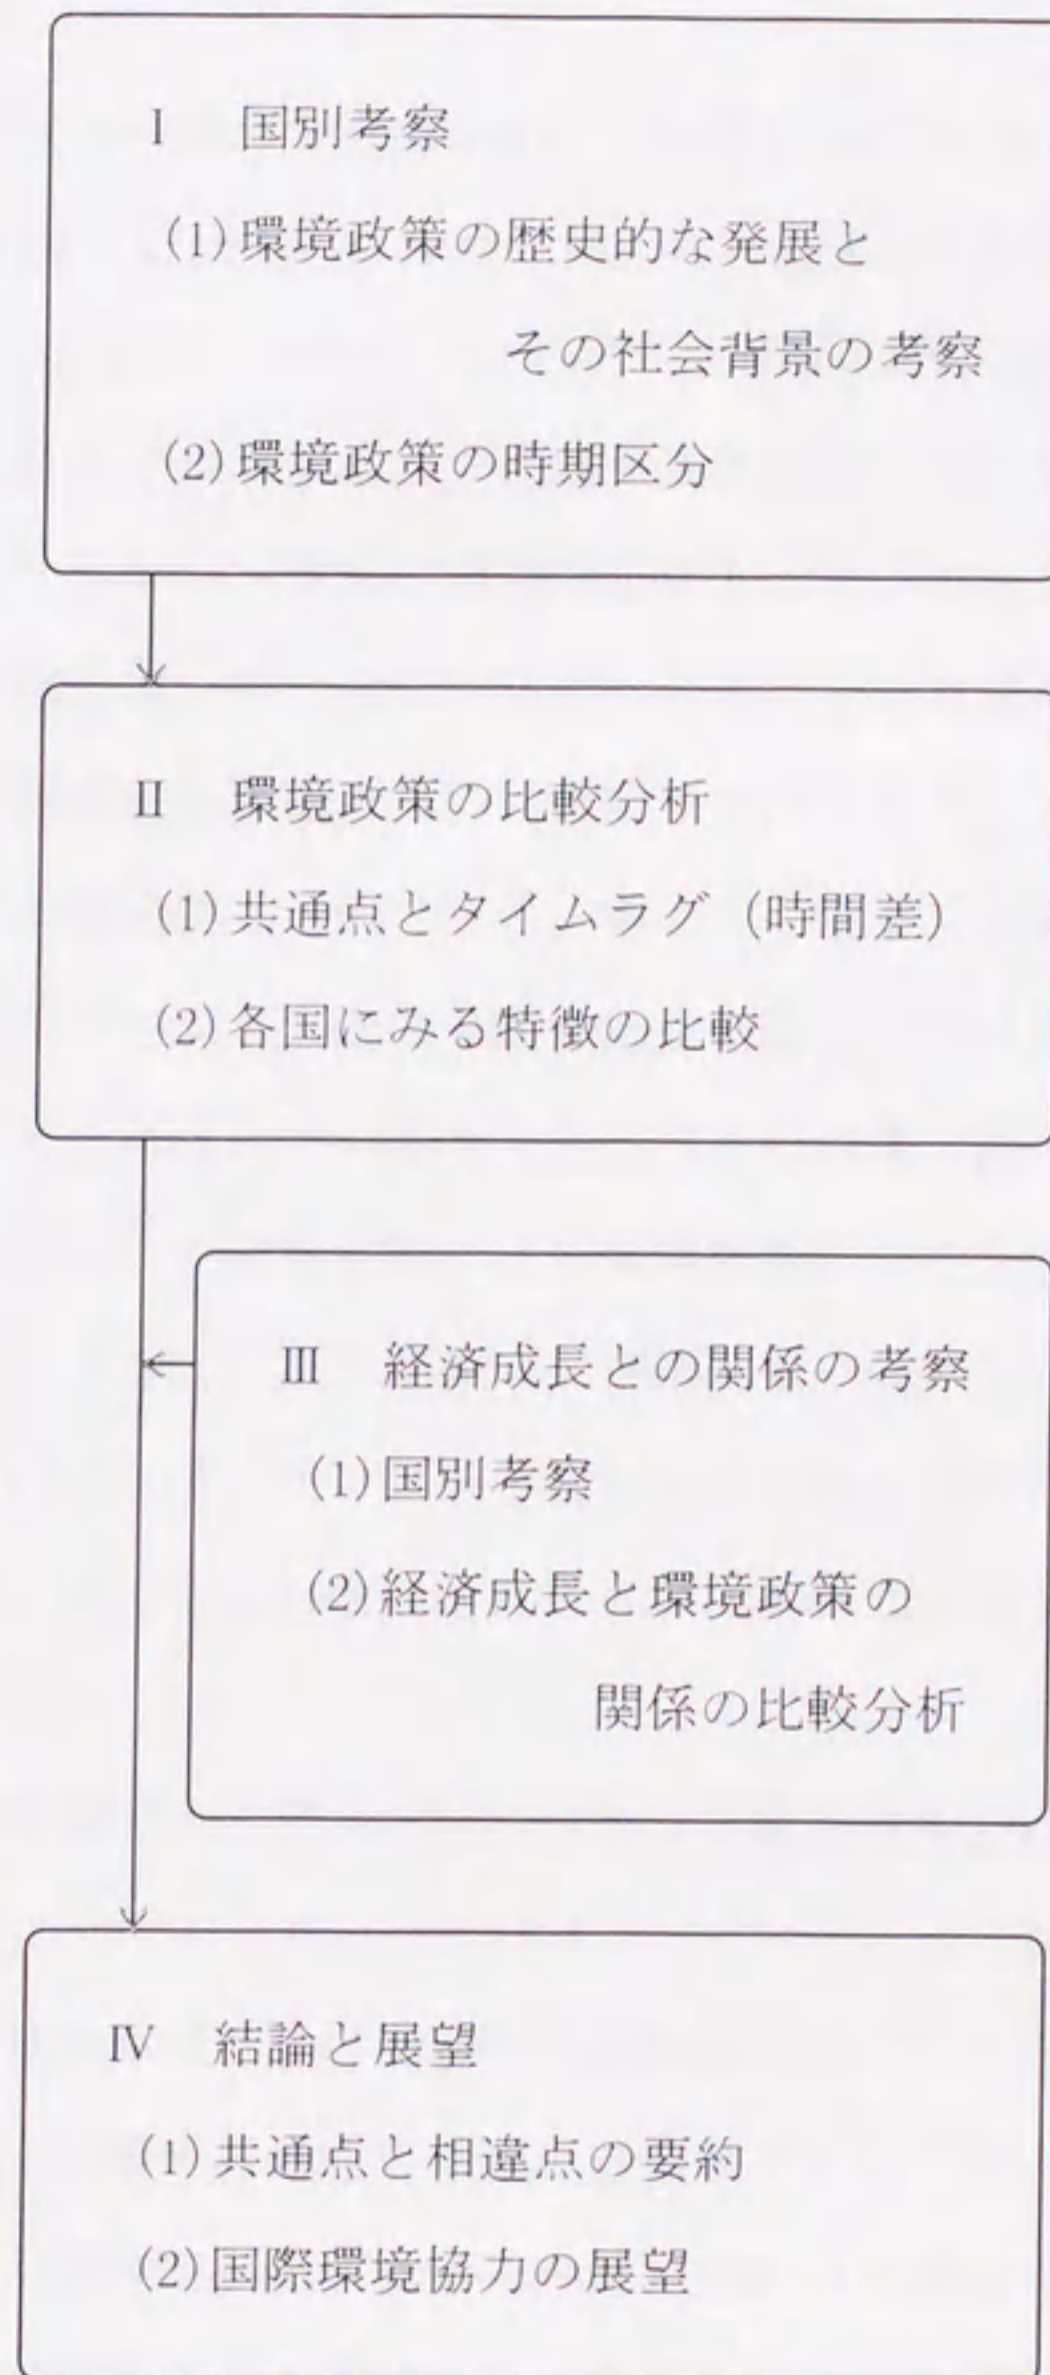 Ⅰ 国別考察
(1)環境政策の歴史的な発展と
その社会背景の考察
(2)環境政策の時期区分
Ⅱ 環境政策の比較分析
(1)共通点とタイムラグ（時間差）
(2)各国にみる特徴の比較
Ⅲ 経済成長との関係の考察
(1)国別考察
(2)経済成長と環境政策の
関係の比較分析
Ⅳ 結論と展望
(1)共通点と相違点の要約
(2)国際環境協力の展望